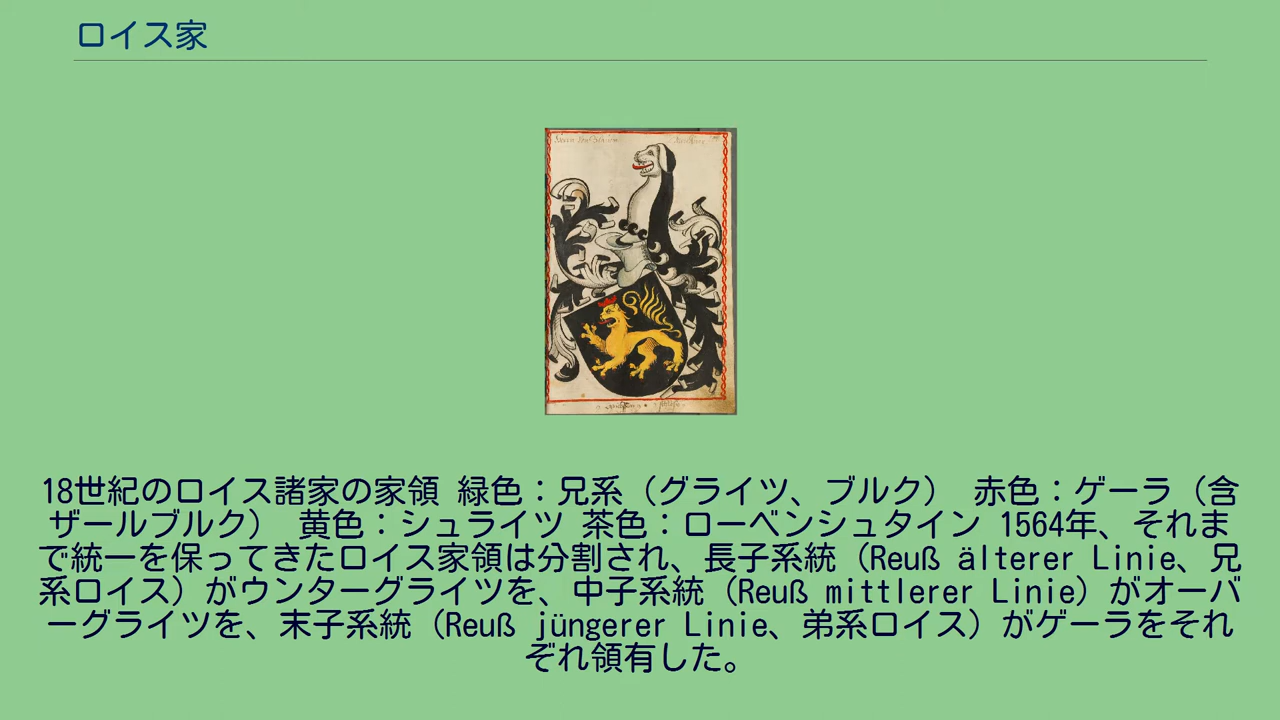 ロイス家
18世紀のロイス諸家の家領 緑色：兄系（グライツ、ブルク） 赤色：ゲーラ（含
ザールブルク） 黄色：シュライツ 茶色：ローベンシュタイン 1564年、それま
で統一を保ってきたロイス家領は分割され、長子系統（Reuß älterer Linie、兄
系ロイス）がウンターグライツを、中子系統（Reuß mittlerer Linie）がオーバ
ーグライツを、末子系統（Reuß jüngerer Linie、弟系ロイス）がゲーラをそれ
ぞれ領有した。